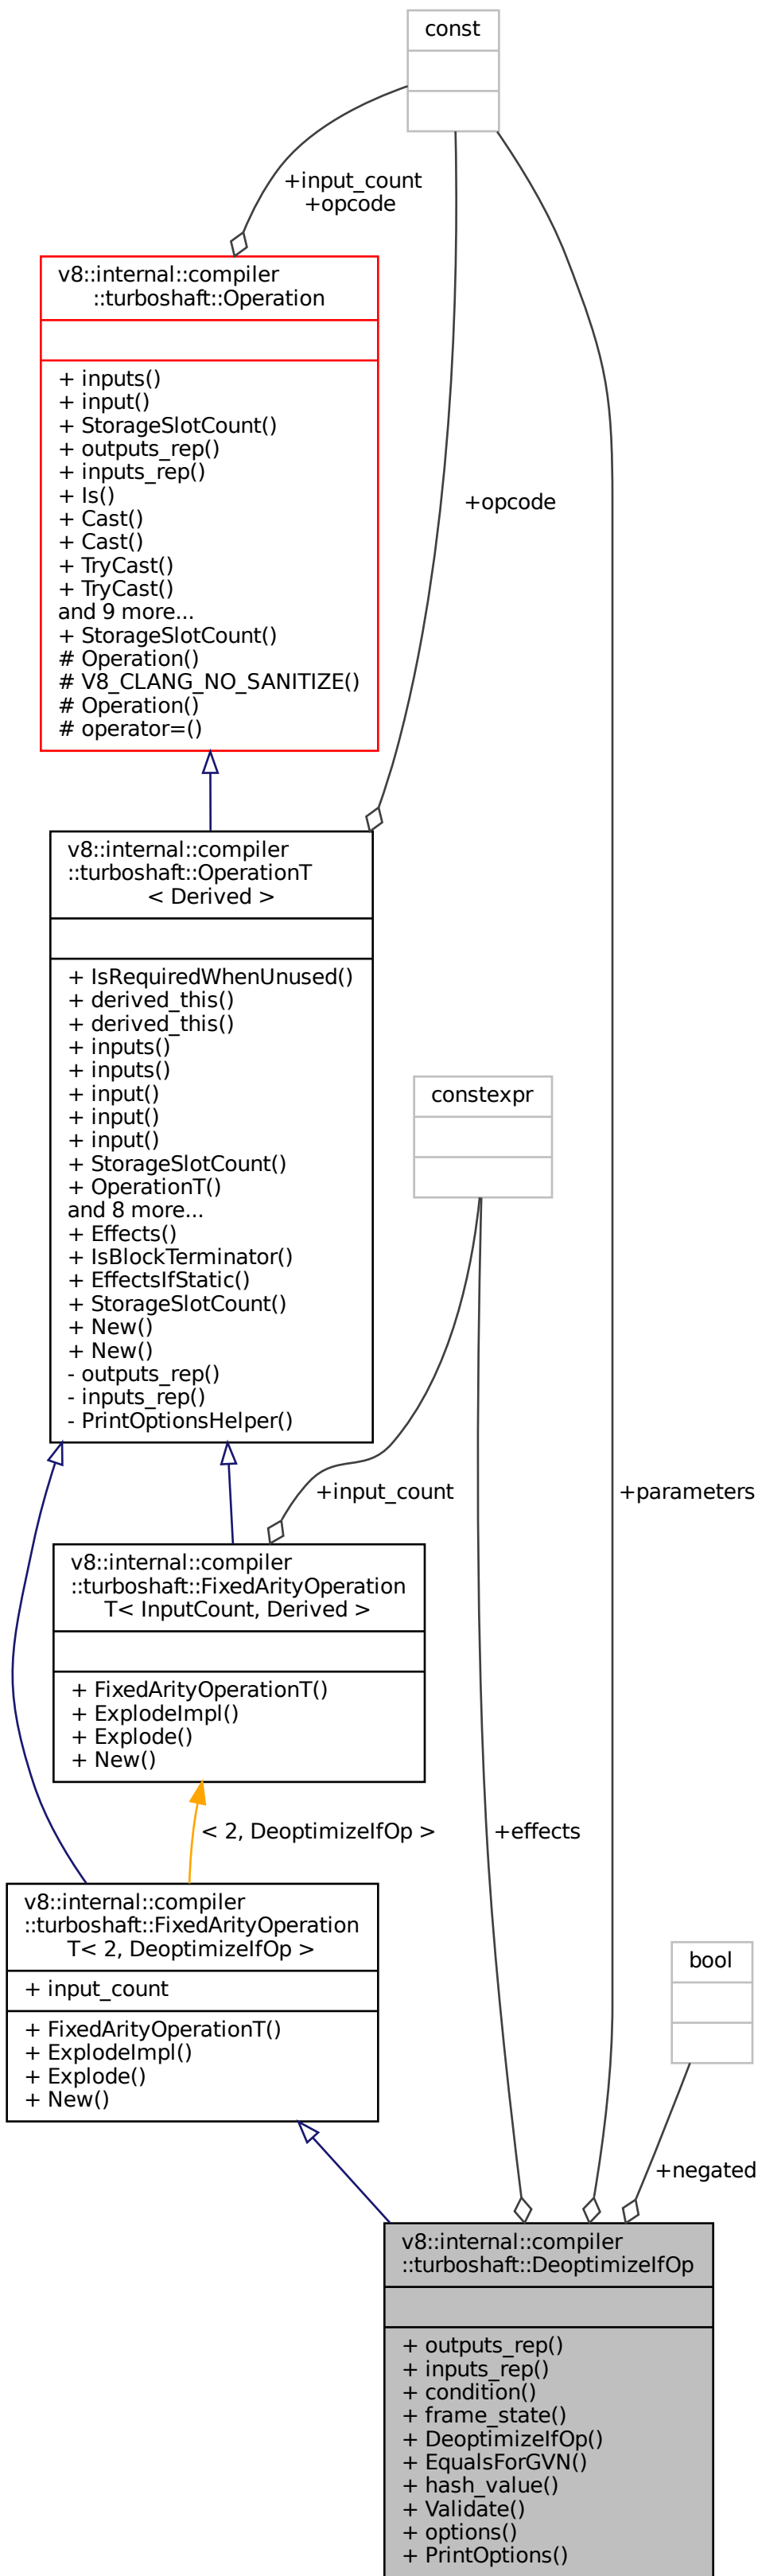 const
+input_count
+opcode
v8::internal::compiler
::turboshaft::Operation
+ inputs()
+ input()
+ StorageSlotCount()
+ outputs_rep()
+ inputs_rep()
+ Is()
+ Cast()
+ Cast()
+ TryCast()
+ TryCast()
and 9 more...
+ StorageSlotCount()
# Operation()
# V8_CLANG_NO_SANITIZE()
# Operation()
# operator=()
+opcode
v8::internal::compiler
::turboshaft::OperationT
< Derived >
+ IsRequiredWhenUnused()
+ derived_this()
+ derived_this()
+ inputs()
+ inputs()
+ input()
+ input()
+ input()
+ StorageSlotCount()
+ OperationT()
and 8 more...
+ Effects()
+ IsBlockTerminator()
+ EffectsIfStatic()
+ StorageSlotCount()
+ New()
+ New()
- outputs_rep()
- inputs_rep()
- PrintOptionsHelper()
constexpr
+input_count
+parameters
v8::internal::compiler
::turboshaft::FixedArityOperation
T< InputCount, Derived >
+ FixedArityOperationT()
+ ExplodeImpl()
+ Explode()
+ New()
< 2, DeoptimizeIfOp >
+effects
v8::internal::compiler
::turboshaft::FixedArityOperation
T< 2, DeoptimizeIfOp >
+ input_count
+ FixedArityOperationT()
+ ExplodeImpl()
+ Explode()
+ New()
bool
+negated
v8::internal::compiler
::turboshaft::DeoptimizeIfOp
+ outputs_rep()
+ inputs_rep()
+ condition()
+ frame_state()
+ DeoptimizeIfOp()
+ EqualsForGVN()
+ hash_value()
+ Validate()
+ options()
+ PrintOptions()